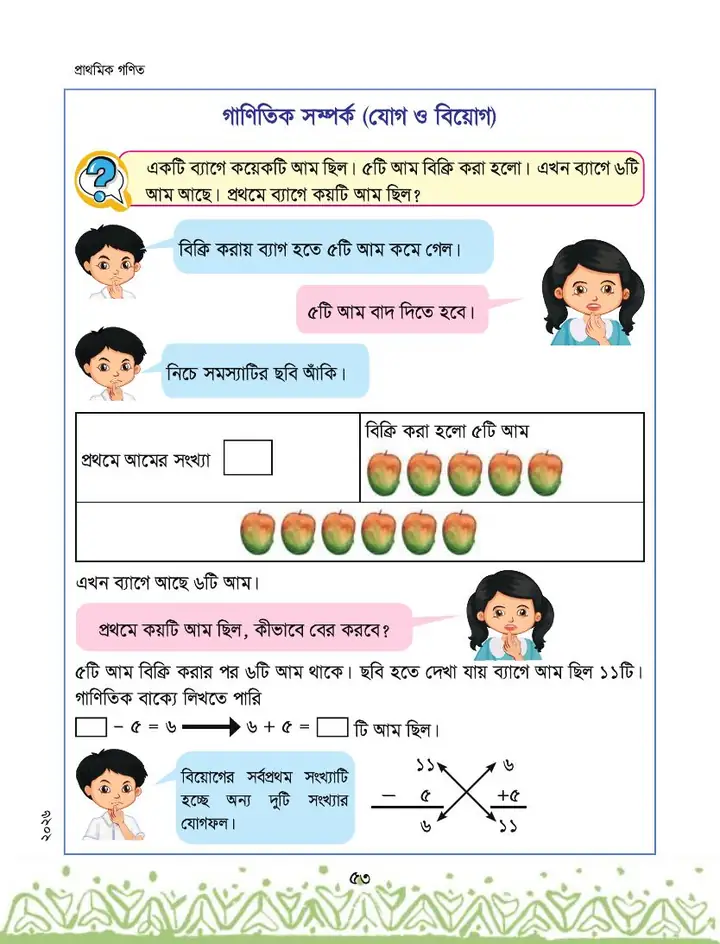 প্রাথমিক গণিত
গাণিতিক সম্পর্ক (যোগ ও বিয়োগ)
একটি ব্যাগে কয়েকটি আম ছিল। ৫টি আম বিক্রি করা হলো। এখন ব্যাগে ৬টি
আম আছে। প্রথমে ব্যাগে কয়টি আম ছিল?
বিক্রি করায় ব্যাগ হতে ৫টি আম কমে গেল।
৫টি আম বাদ দিতে হবে।
নিচে সমস্যাটির ছবি আঁকি।
প্রথমে আমের সংখ্যা
বিক্রি করা হলো ৫টি আম
এখন ব্যাগে আছে ৬টি আম।
প্রথমে কয়টি আম ছিল, কীভাবে বের করবে?
৫টি আম বিক্রি করার পর ৬টি আম থাকে। ছবি হতে দেখা যায় ব্যাগে আম ছিল ১১টি।
গাণিতিক বাক্যে লিখতে পারি
□ − ৫ = ৬ → ৬ + ৫ = □ টি আম ছিল।
বিয়োগের সর্বপ্রথম সংখ্যাটি
হচ্ছে অন্য দুটি সংখ্যার
যোগফল।
১১ ৬
− ৫ +৫
৬ ১১
২০২৬
৫৩